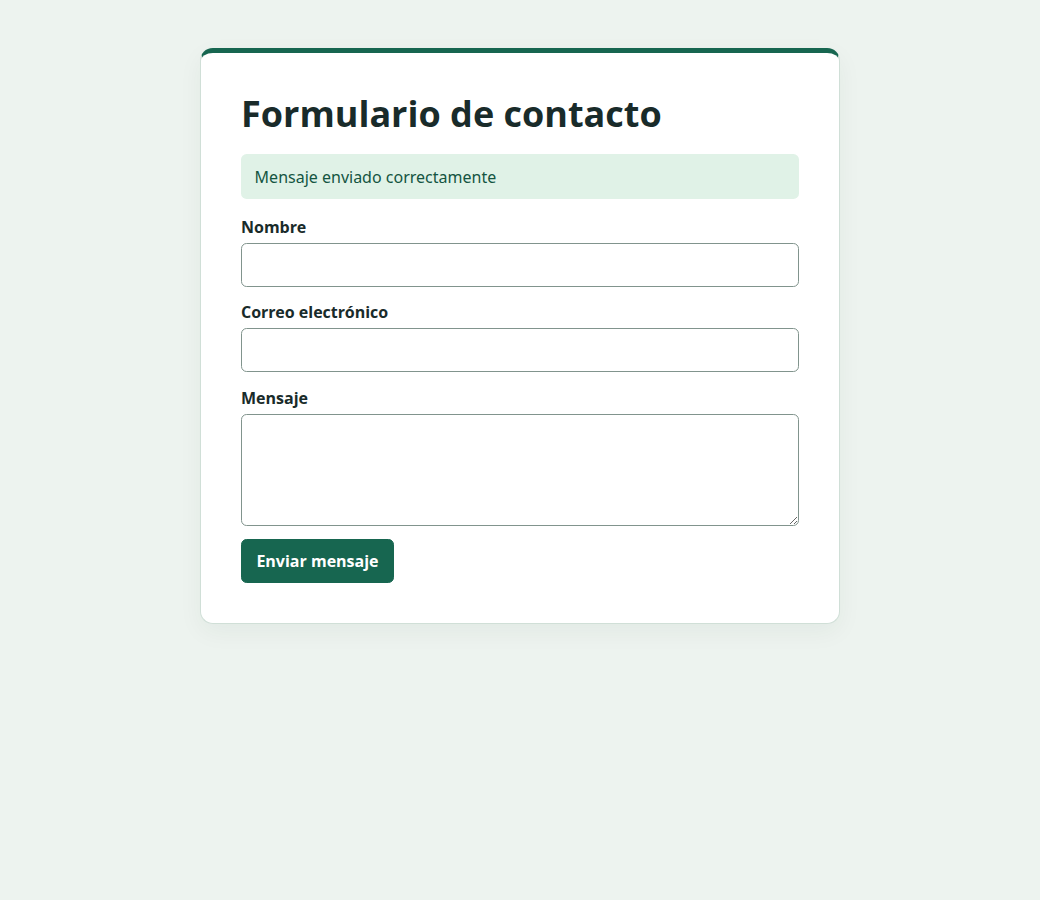 Formulario de contacto
Mensaje enviado correctamente
Nombre
Correo electrónico
Mensaje
Enviar mensaje